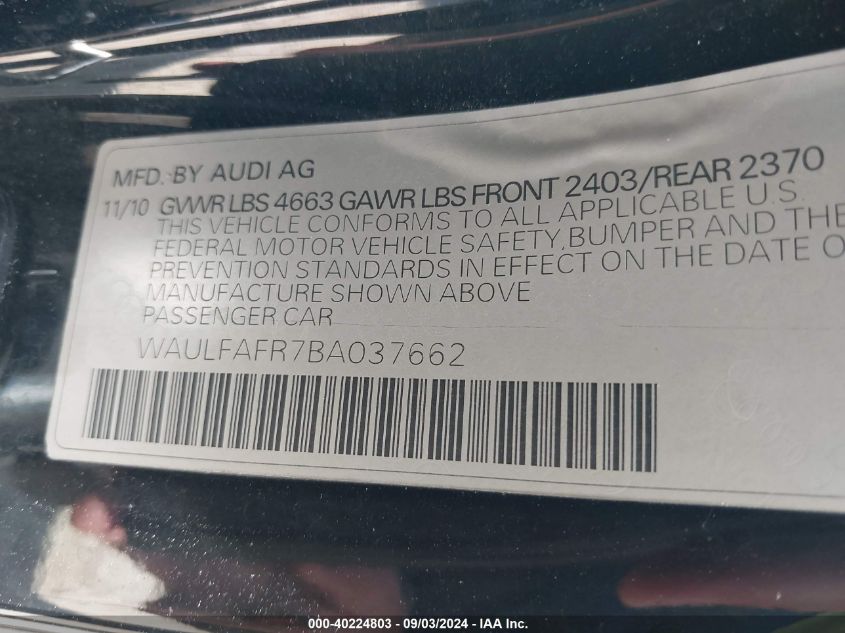 MFD. BY AUDI AG
11/10 GVWR LBS 4663 GAWR LBS FRONT 2403/REAR 2370
THIS VEHICLE CONFORMS TO ALL APPLICABLE U.S.
FEDERAL MOTOR VEHICLE SAFETY, BUMPER AND THE
PREVENTION STANDARDS IN EFFECT ON THE DATE O
MANUFACTURE SHOWN ABOVE
PASSENGER CAR
WAULFAFR7BA037662
000-40224803 - 09/03/2024 - IAA Inc.